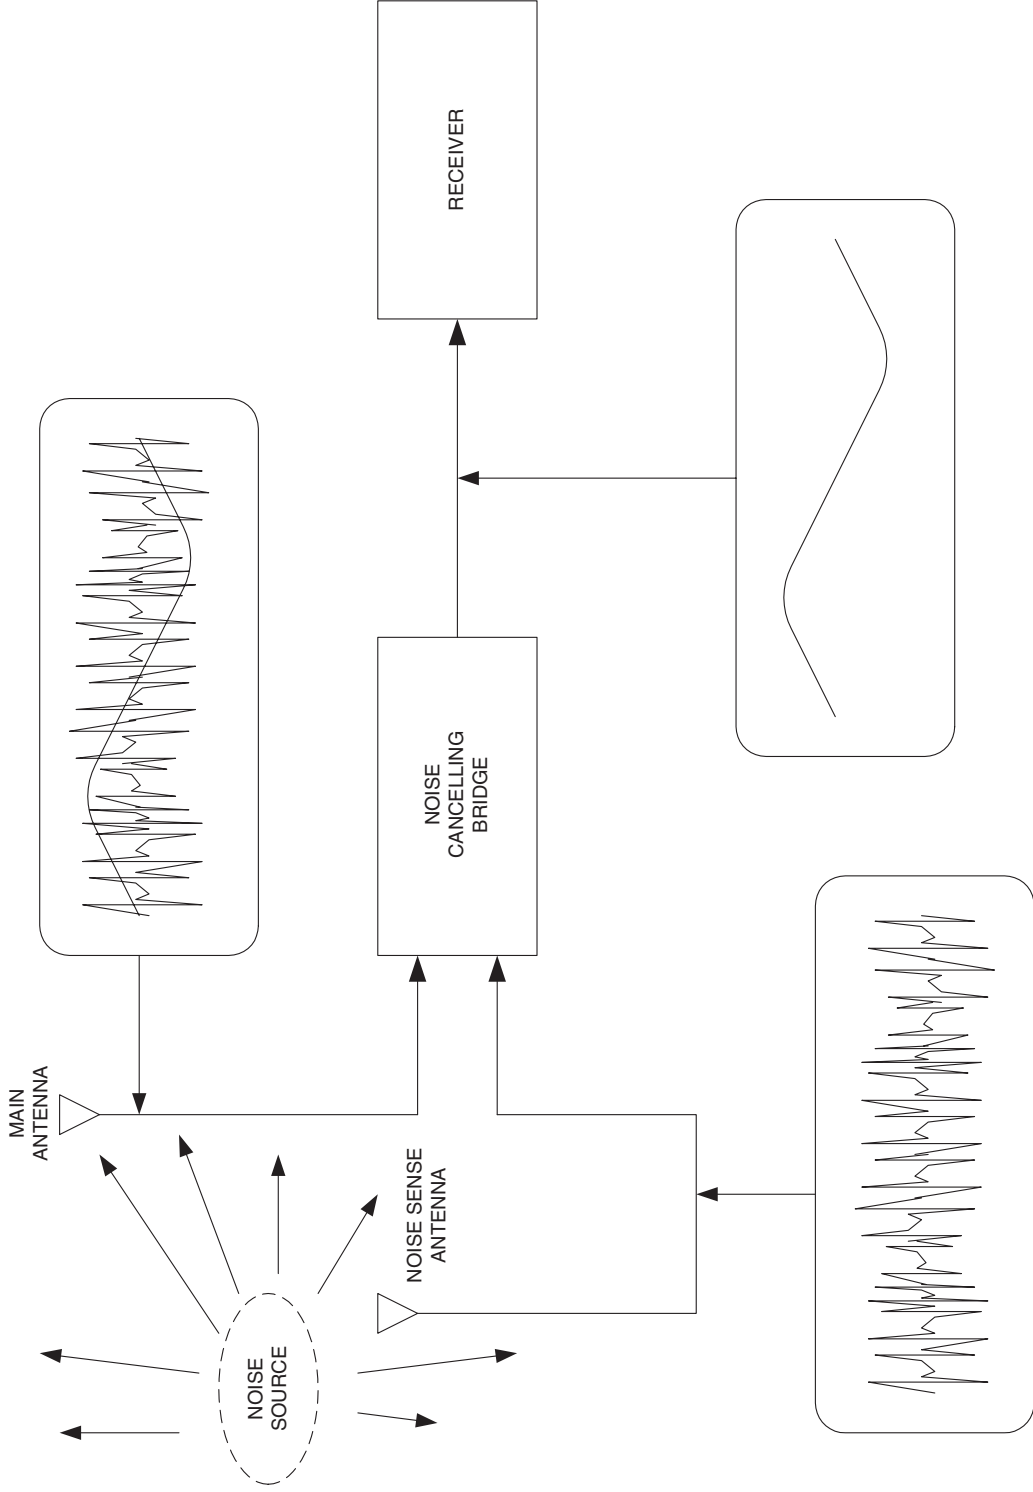 MAIN
ANTENNA
NOISE
SOURCE
NOISE SENSE
ANTENNA
NOISE
CANCELLING
BRIDGE
RECEIVER